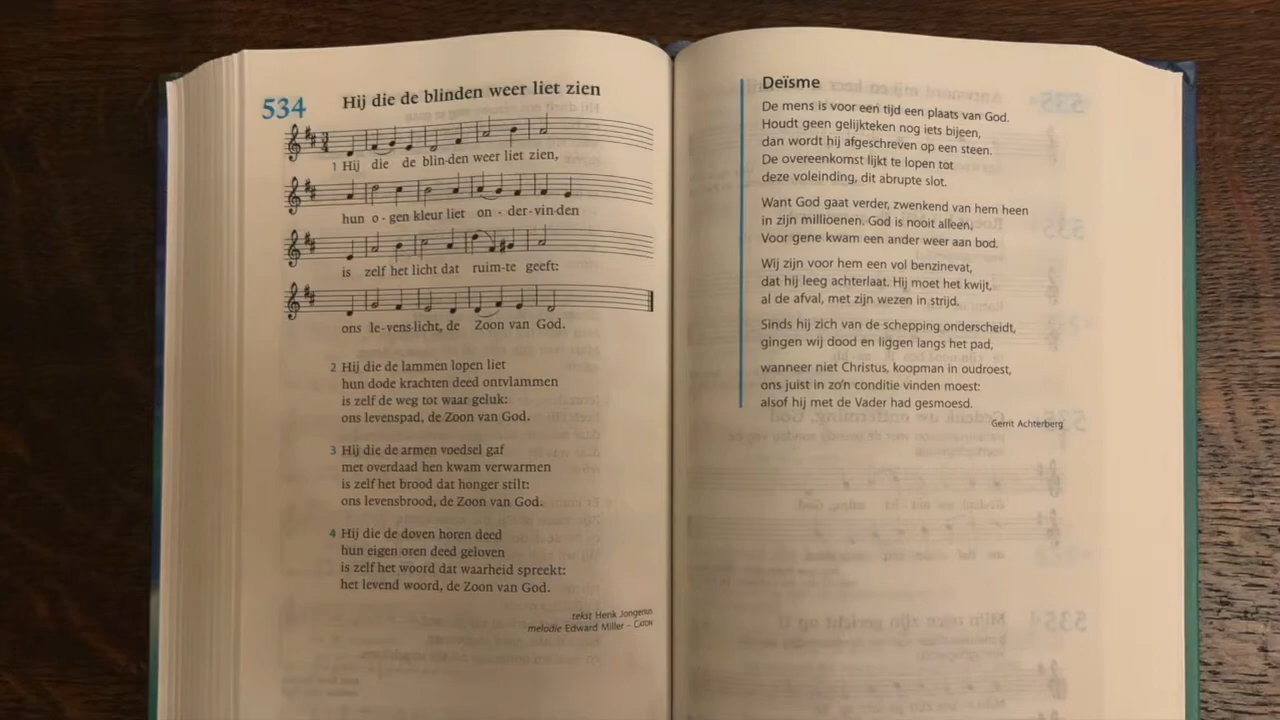 534
Hij die de blinden weer liet zien
1 Hij die de blin-den weer liet zien,
hun o - gen kleur liet on - der-vin-den
is zelf het licht dat ruim-te geeft:
ons le-vens-licht, de Zoon van God.
2 Hij die de lammen lopen liet
hun dode krachten deed ontvlammen
is zelf de weg tot waar geluk:
ons levenspad, de Zoon van God.
3 Hij die de armen voedsel gaf
met overdaad hen kwam verwarmen
is zelf het brood dat honger stilt:
ons levensbrood, de Zoon van God.
4 Hij die de doven horen deed
hun eigen oren deed geloven
is zelf het woord dat waarheid spreekt:
het levend woord, de Zoon van God.
tekst Henk Jongerius
melodie Edward Miller – CATON
Deïsme
De mens is voor een tijd een plaats van God.
Houdt geen gelijkteken nog iets bijeen,
dan wordt hij afgeschreven op een steen.
De overeenkomst lijkt te lopen tot
deze voleinding, dit abrupte slot.
Want God gaat verder, zwenkend van hem heen
in zijn millioenen. God is nooit alleen.
Voor gene kwam een ander weer aan bod.
Wij zijn voor hem een vol benzinevat,
dat hij leeg achterlaat. Hij moet het kwijt,
al de afval, met zijn wezen in strijd.
Sinds hij zich van de schepping onderscheidt,
gingen wij dood en liggen langs het pad,
wanneer niet Christus, koopman in oudroest,
ons juist in zo'n conditie vinden moest:
alsof hij met de Vader had gesmoesd.
Gerrit Achterberg